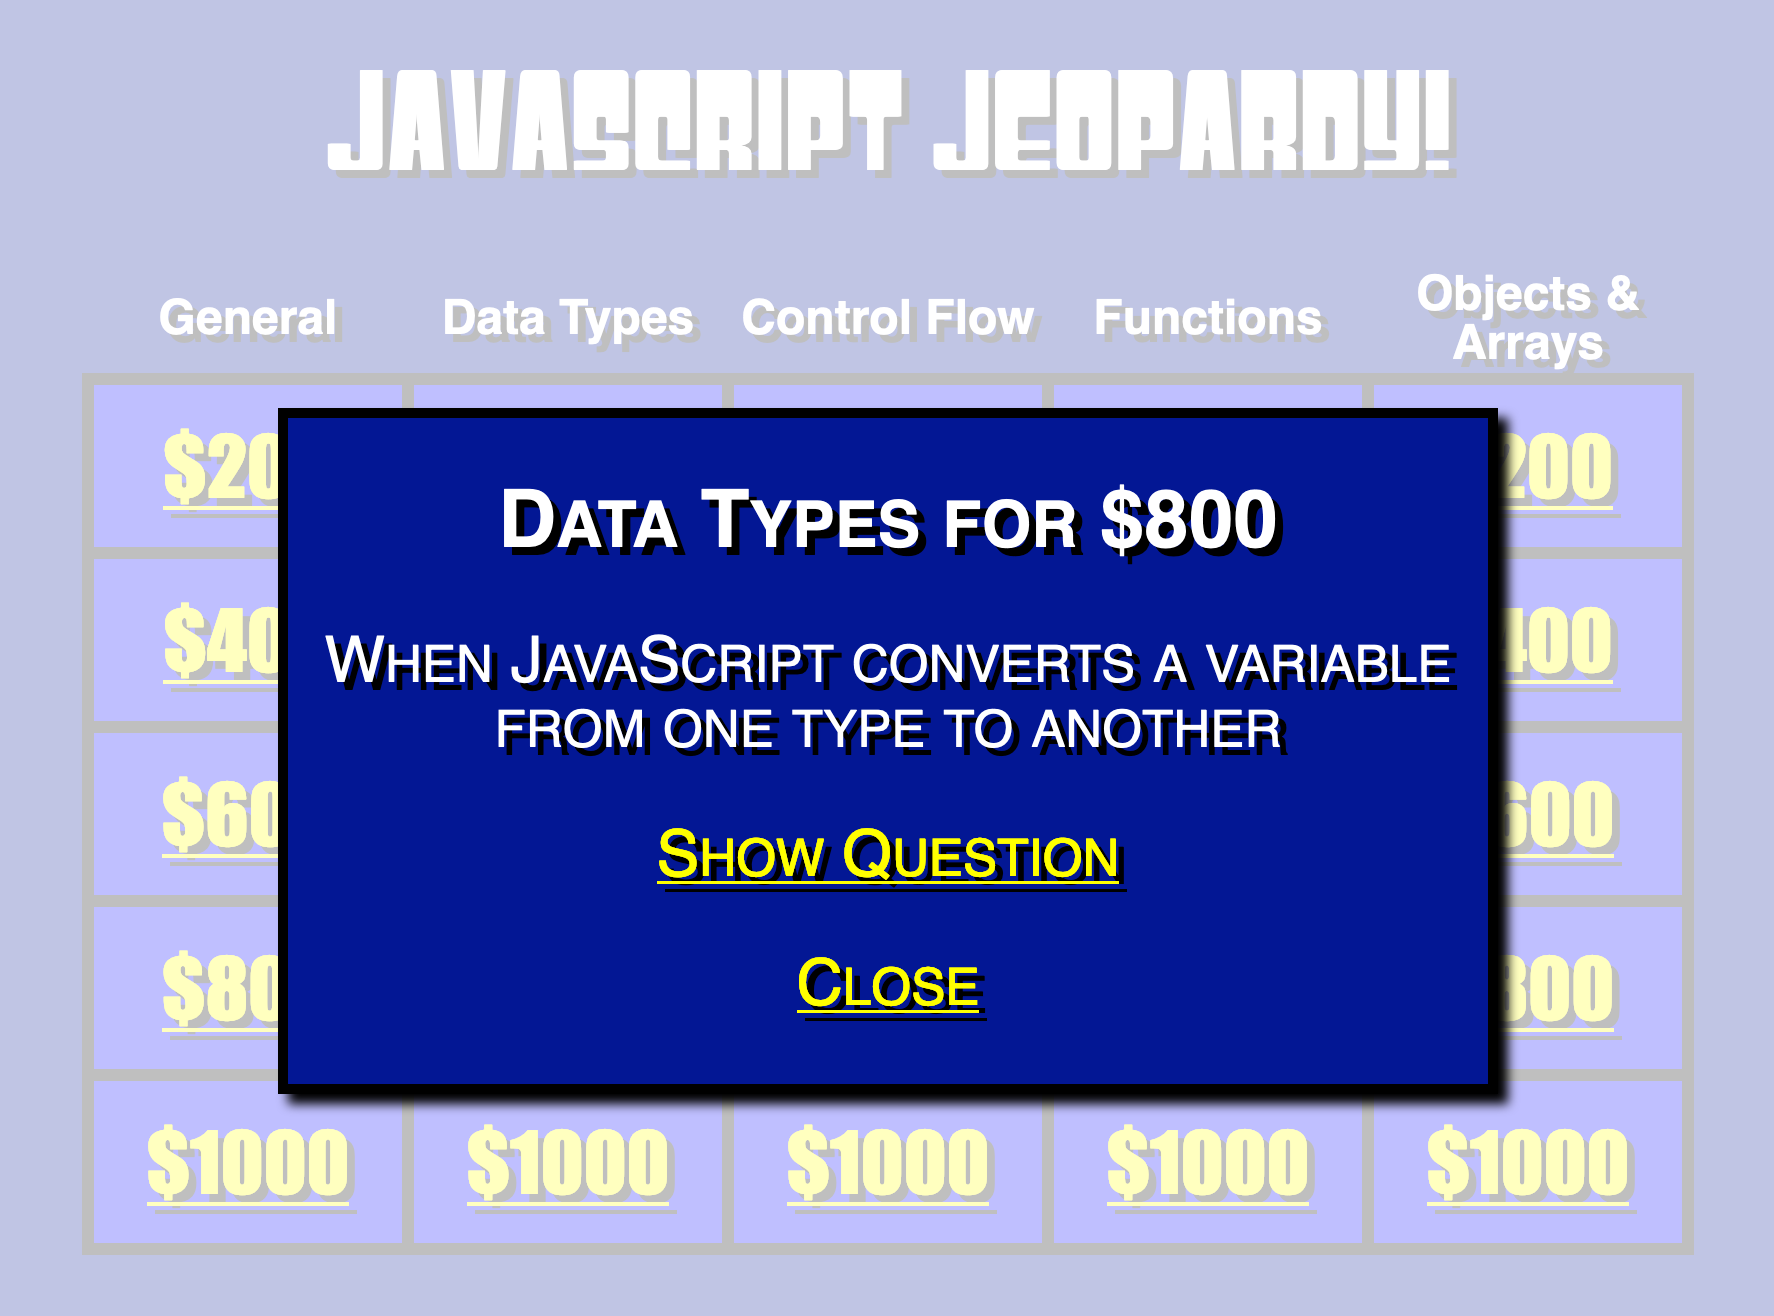 JAVASCRIPT JEOPARDY!
General
Data Types
Control Flow
Functions
Objects &
Arrays
DATA TYPES FOR $800
WHEN JAVASCRIPT CONVERTS A VARIABLE
FROM ONE TYPE TO ANOTHER
SHOW QUESTION
CLOSE
$1000 $1000 $1000 $1000 $1000